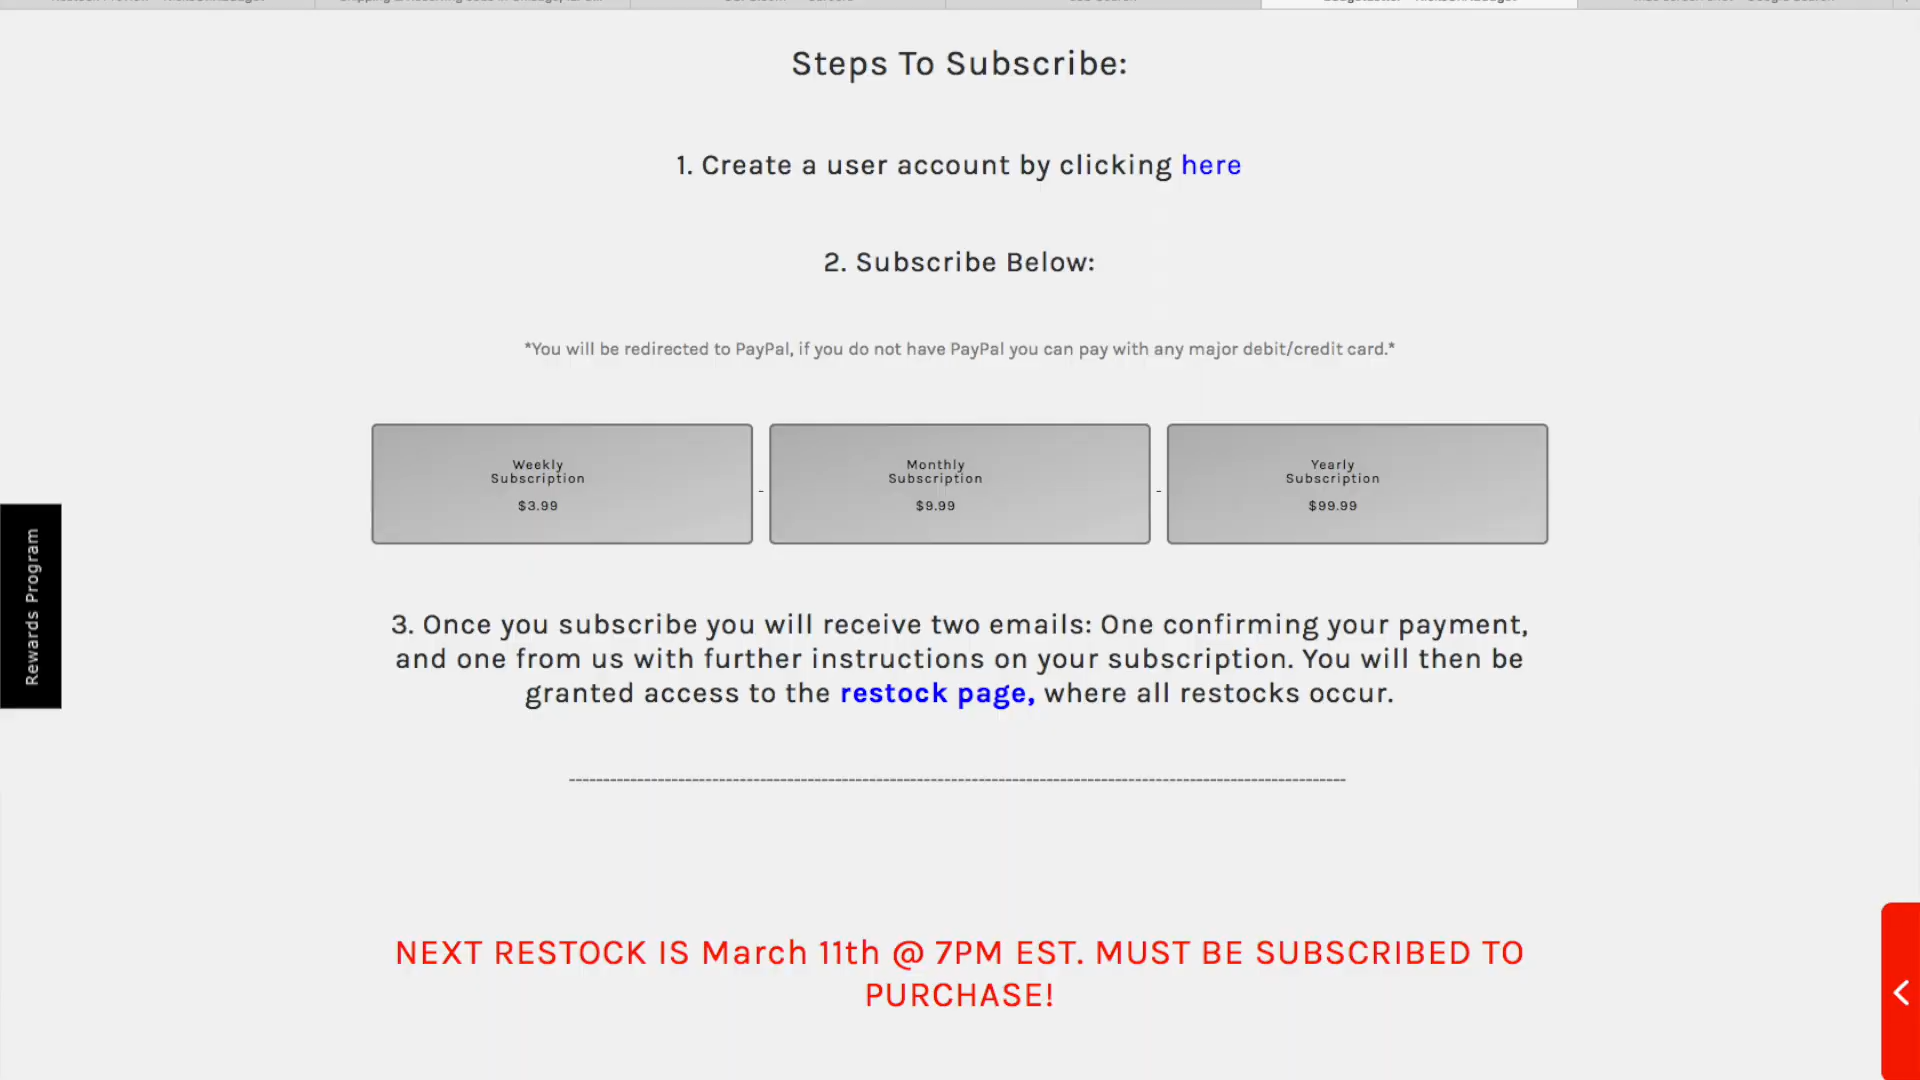 Steps To Subscribe:
1. Create a user account by clicking here
2. Subscribe Below:
*You will be redirected to PayPal, if you do not have PayPal you can pay with any major debit/credit card.*
Weekly
Subscription
$3.99
-
Monthly
Subscription
$9.99
-
Yearly
Subscription
$99.99
Rewards Program
3. Once you subscribe you will receive two emails: One confirming your payment,
and one from us with further instructions on your subscription. You will then be
granted access to the restock page, where all restocks occur.
NEXT RESTOCK IS March 11th @ 7PM EST. MUST BE SUBSCRIBED TO
PURCHASE!